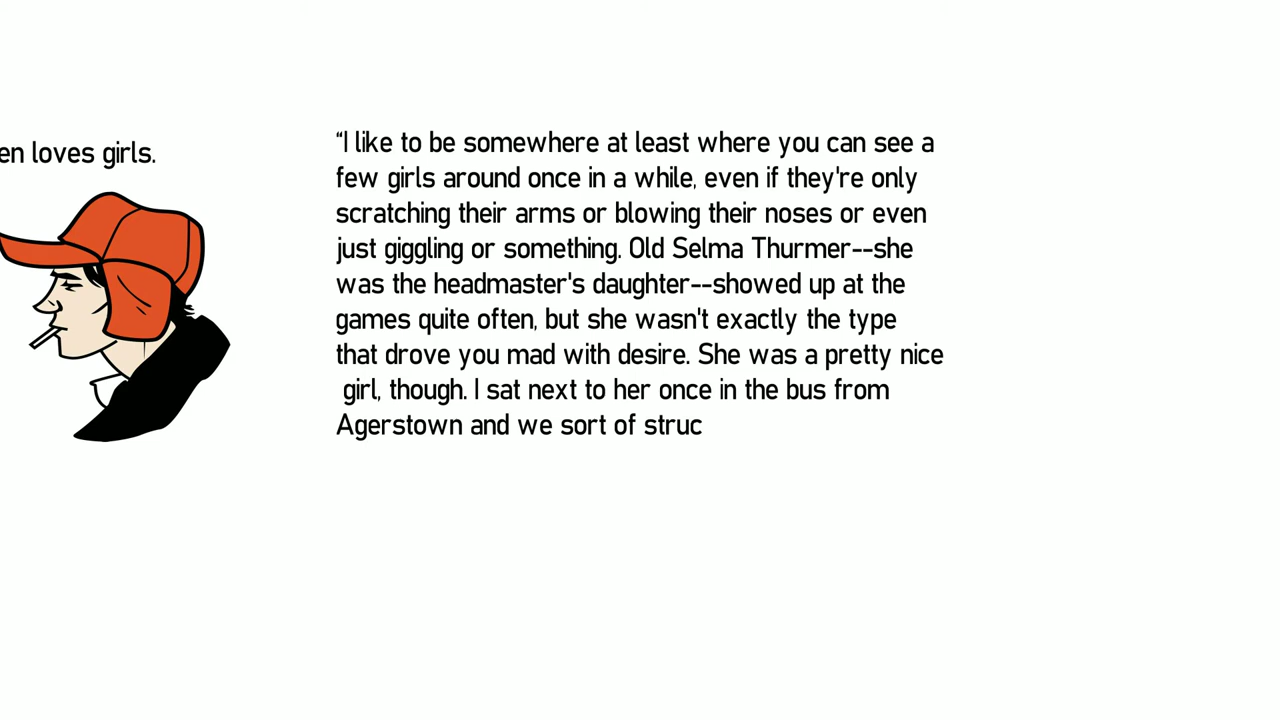 en loves girls.
“I like to be somewhere at least where you can see a
few girls around once in a while, even if they're only
scratching their arms or blowing their noses or even
just giggling or something. Old Selma Thurmer--she
was the headmaster's daughter--showed up at the
games quite often, but she wasn't exactly the type
that drove you mad with desire. She was a pretty nice
girl, though. I sat next to her once in the bus from
Agerstown and we sort of struc